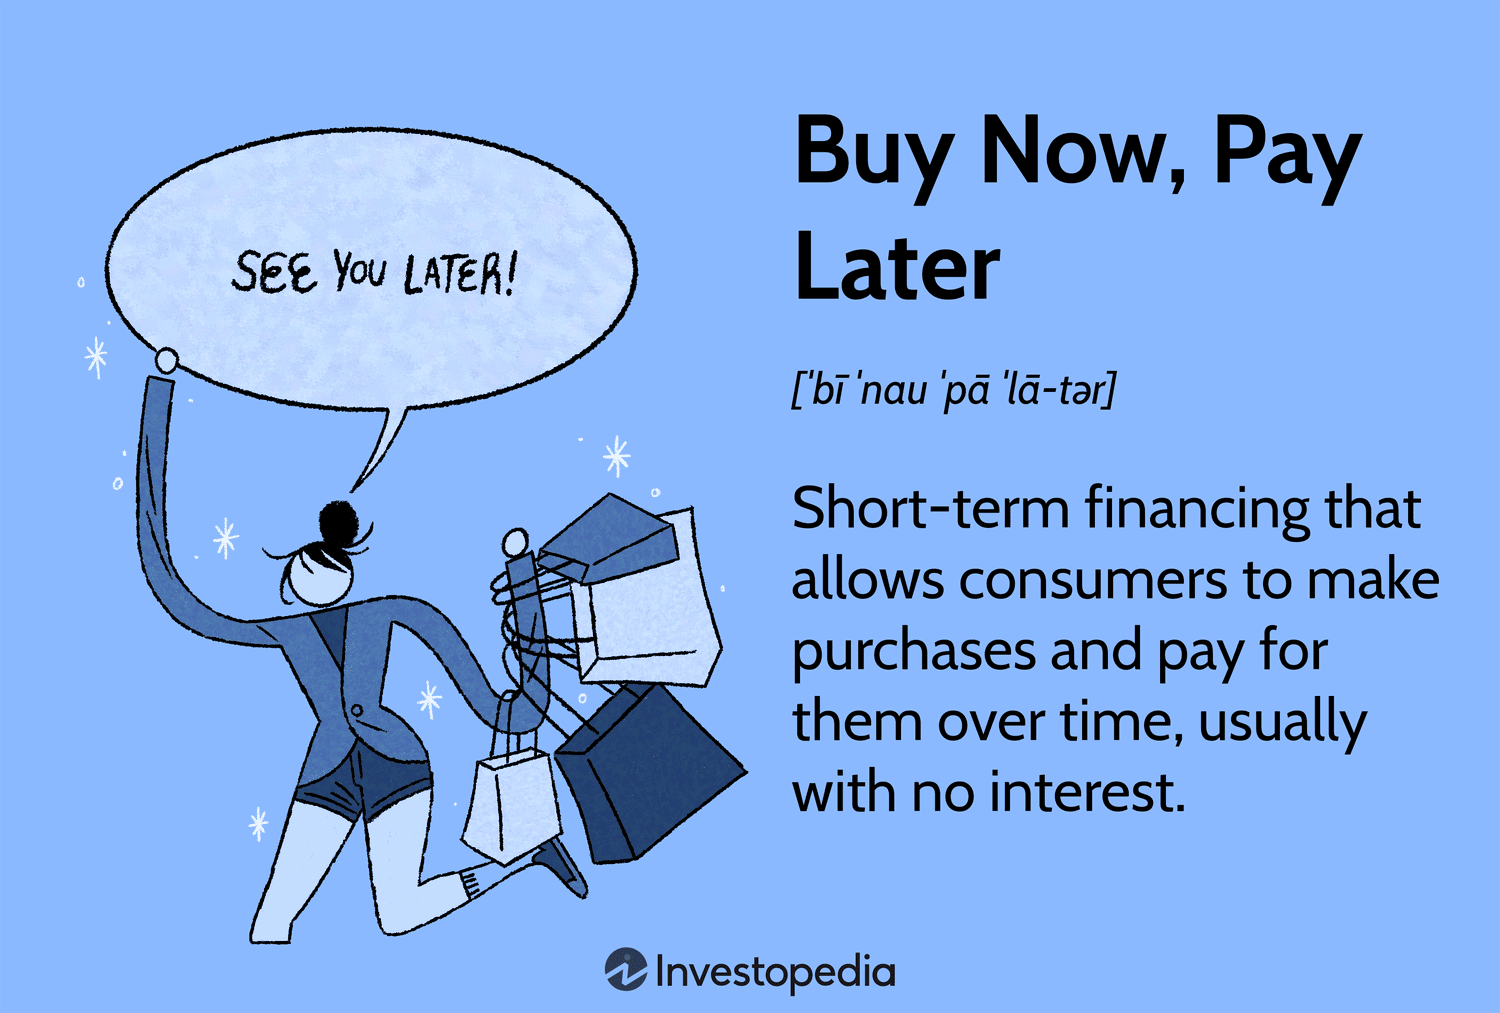 SEE YOU LATER!
Buy Now, Pay
Later
[ˈbī ˈnau ˈpā ˈlā-tər]
Short-term financing that
allows consumers to make
purchases and pay for
them over time, usually
with no interest.
Investopedia